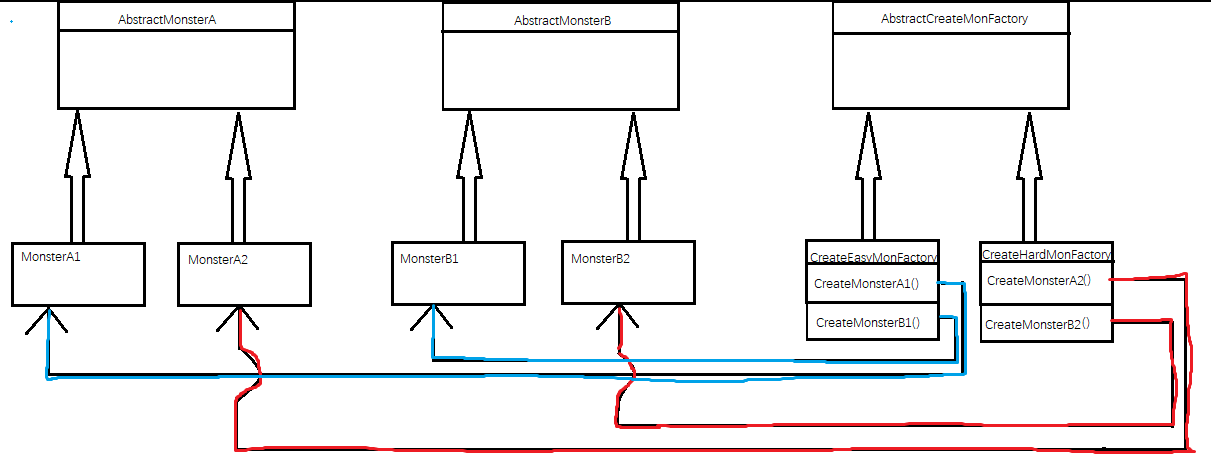 AbstractMonsterA
AbstractMonsterB
AbstractCreateMonFactory
MonsterA1
MonsterA2
MonsterB1
MonsterB2
CreateEasyMonFactory
CreateMonsterA1()
CreateMonsterB1()
CreateHardMonFactory
CreateMonsterA2()
CreateMonsterB2()